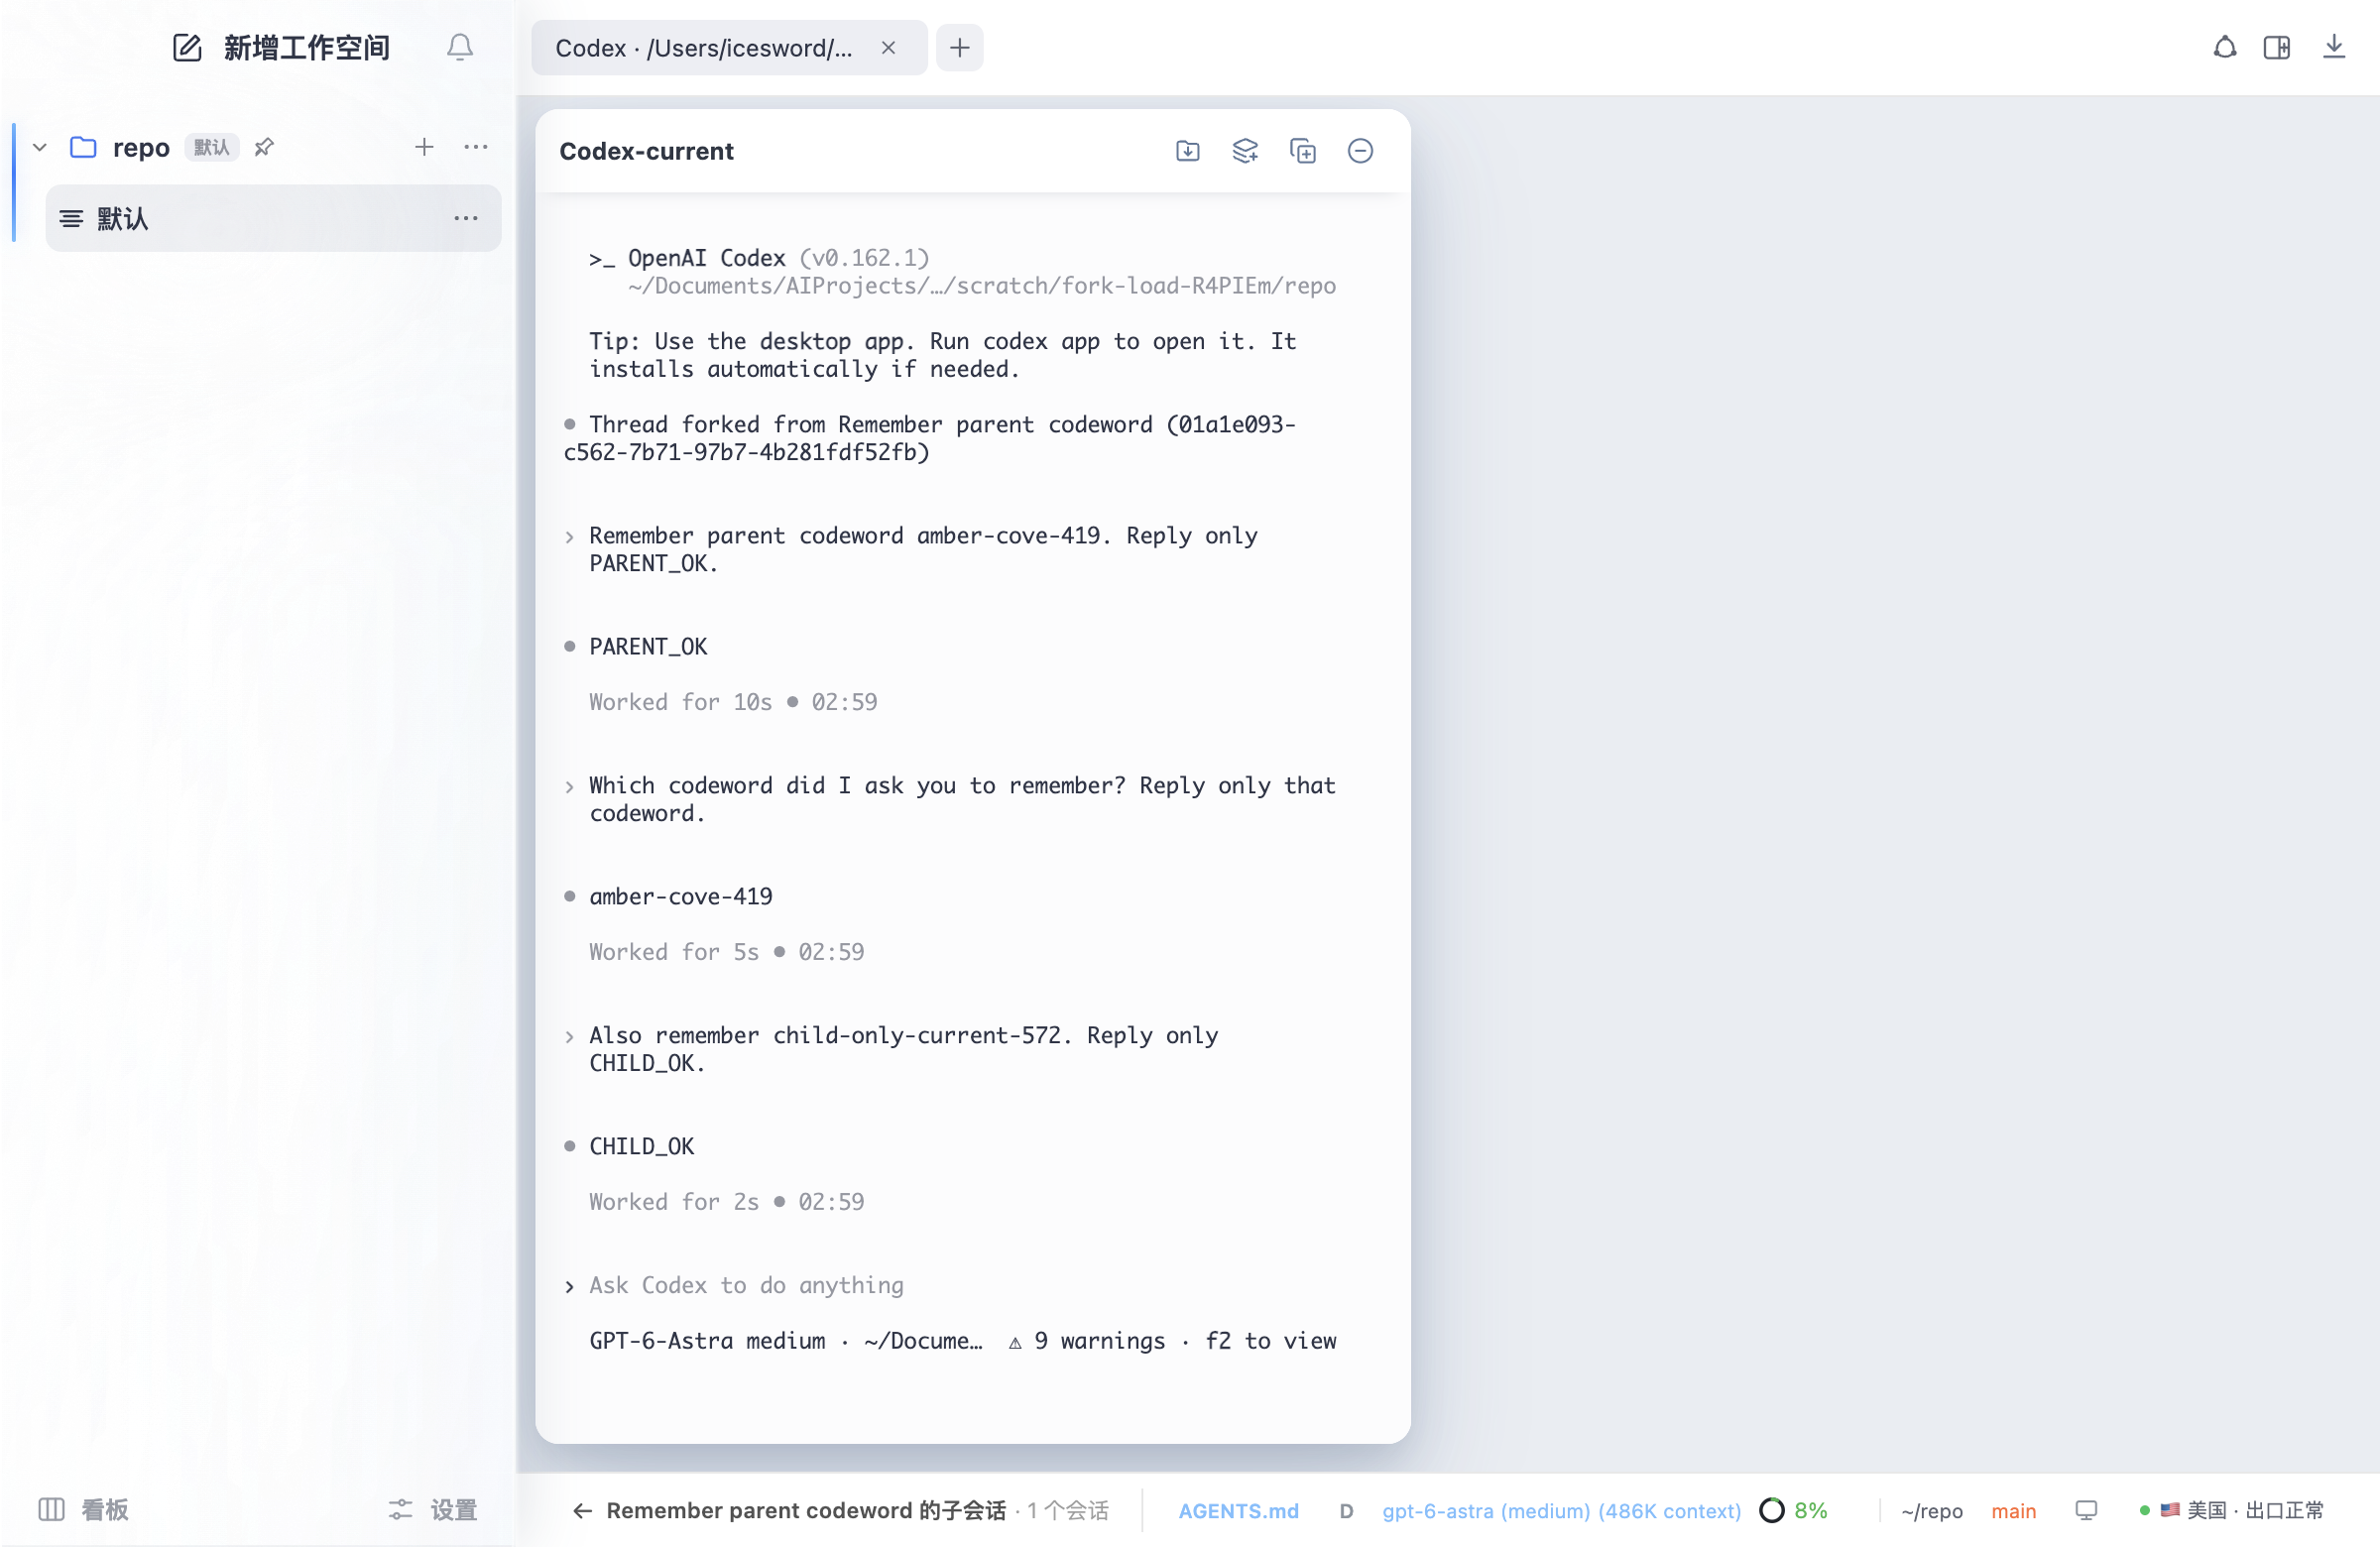 新增工作空间
Codex · /Users/icesword/...
repo 默认
默认
Codex-current
>_ OpenAI Codex (v0.162.1)
~/Documents/AIProjects/…/scratch/fork-load-R4PIEm/repo
Tip: Use the desktop app. Run codex app to open it. It
installs automatically if needed.
• Thread forked from Remember parent codeword (01a1e093-
c562-7b71-97b7-4b281fdf52fb)
› Remember parent codeword amber-cove-419. Reply only
PARENT_OK.
• PARENT_OK
Worked for 10s • 02:59
› Which codeword did I ask you to remember? Reply only that
codeword.
• amber-cove-419
Worked for 5s • 02:59
› Also remember child-only-current-572. Reply only
CHILD_OK.
• CHILD_OK
Worked for 2s • 02:59
› Ask Codex to do anything
GPT-6-Astra medium · ~/Docume… ⚠ 9 warnings · f2 to view
看板 设置
← Remember parent codeword 的子会话 · 1 个会话 AGENTS.md D gpt-6-astra (medium) (486K context) 8% ~/repo main 美国 · 出口正常